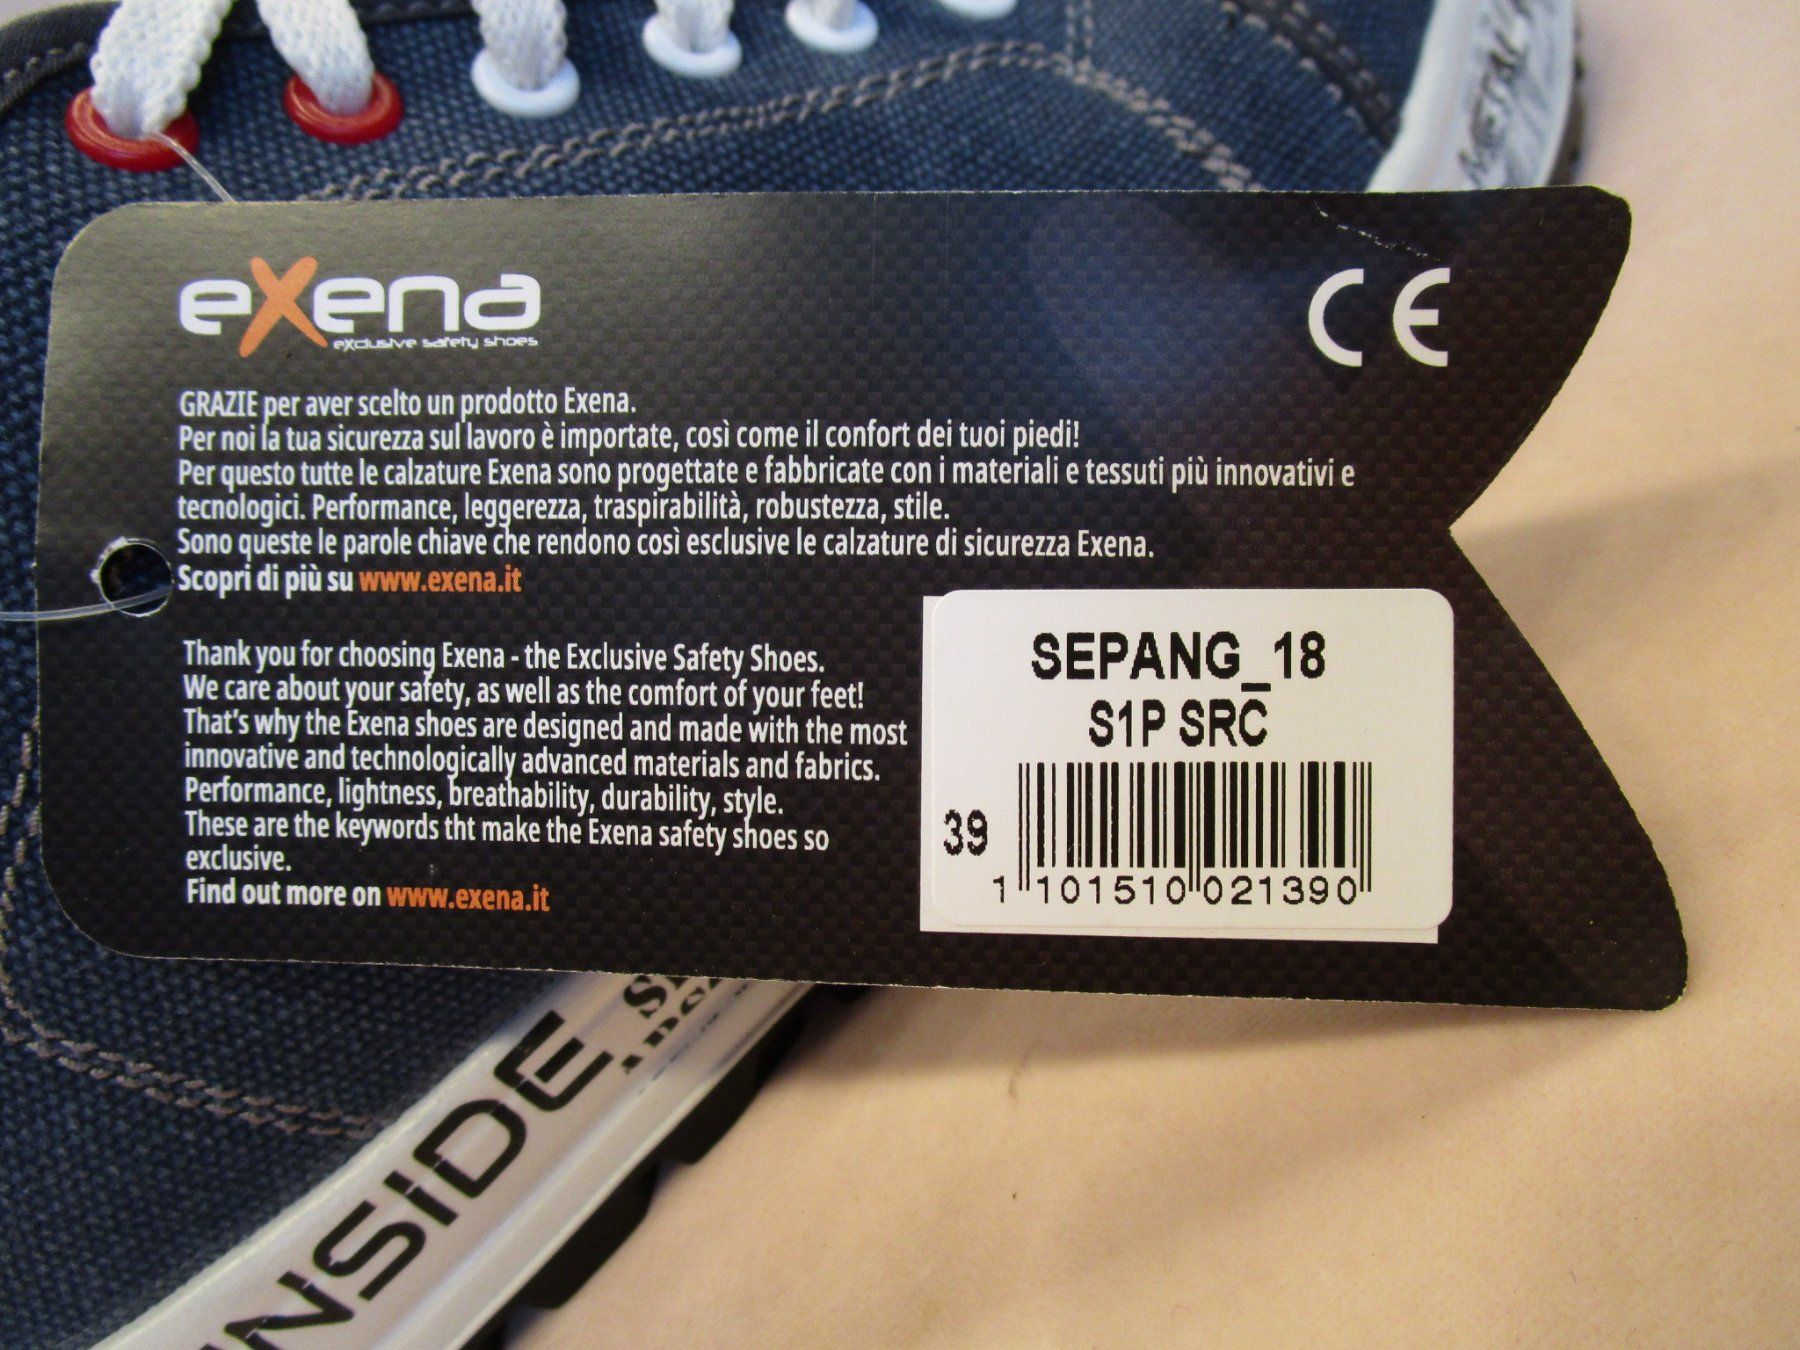 METAL
exena
exclusive safety shoes
CE
GRAZIE per aver scelto un prodotto Exena.
Per noi la tua sicurezza sul lavoro è importate, così come il confort dei tuoi piedi!
Per questo tutte le calzature Exena sono progettate e fabbricate con i materiali e tessuti più innovativi e
tecnologici. Performance, leggerezza, traspirabilità, robustezza, stile.
Sono queste le parole chiave che rendono così esclusive le calzature di sicurezza Exena.
Scopri di più su www.exena.it
Thank you for choosing Exena - the Exclusive Safety Shoes.
We care about your safety, as well as the comfort of your feet!
That's why the Exena shoes are designed and made with the most
innovative and technologically advanced materials and fabrics.
Performance, lightness, breathability, durability, style.
These are the keywords tht make the Exena safety shoes so
exclusive.
Find out more on www.exena.it
SEPANG_18
S1P SRC
39
1 101510 021390
INSIDE